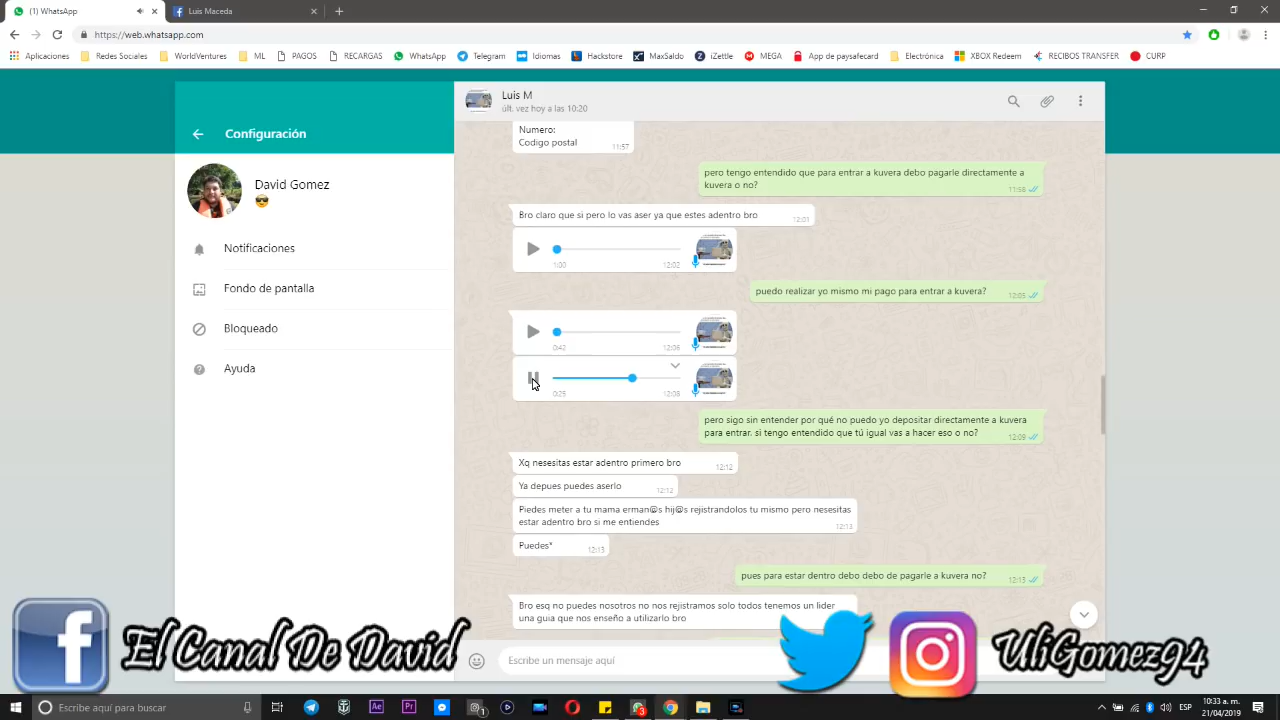 (1) WhatsApp
Luis Maceda
https://web.whatsapp.com
Aplicaciones
Redes Sociales
WorldVentures
ML
PAGOS
RECARGAS
WhatsApp
Telegram
Idiomas
Hackstore
MaxSaldo
iZettle
MEGA
App de paysafecard
Electrónica
XBOX Redeem
RECIBOS TRANSFER
CURP
Configuración
David Gomez
Notificaciones
Fondo de pantalla
Bloqueado
Ayuda
Luis M
últ. vez hoy a las 10:20
Numero:
Codigo postal
11:57
pero tengo entendido que para entrar a kuvera debo pagarle directamente a
kuvera o no?
11:58
Bro claro que si pero lo vas aser ya que estes adentro bro
12:01
1:00
12:02
puedo realizar yo mismo mi pago para entrar a kuvera?
12:05
0:42
12:06
0:25
12:08
pero sigo sin entender por qué no puedo yo depositar directamente a kuvera
para entrar. si tengo entendido que tú igual vas a hacer eso o no?
12:09
Xq nesesitas estar adentro primero bro
12:12
Ya depues puedes aserlo
12:12
Piedes meter a tu mama erman@s hij@s rejistrandolos tu mismo pero nesesitas
estar adentro bro si me entiendes
12:13
Puedes*
12:13
pues para estar dentro debo debo de pagarle a kuvera no?
12:13
Bro esq no puedes nosotros no nos rejistramos solo todos tenemos un lider
una guia que nos enseño a utilizarlo bro
Escribe un mensaje aquí
El Canal De David
UliGomez94
Escribe aquí para buscar
ESP
10:33 a. m.
21/04/2019